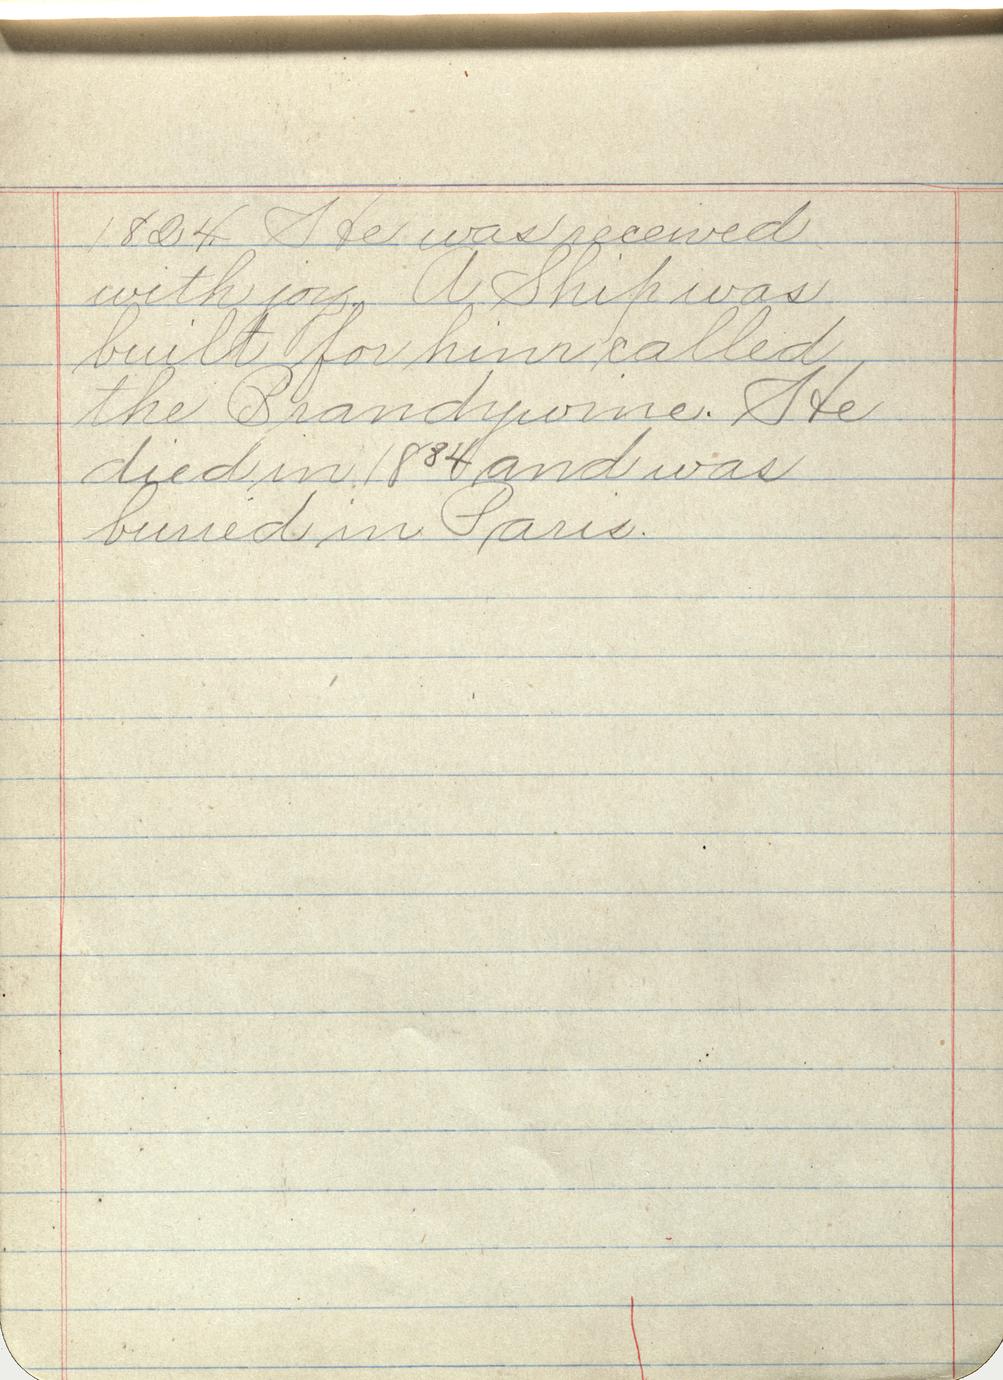 1824 He was received
with joy. A Ship was
built for him called
the Brandywine. He
died in 1834 and was
buried in Paris.